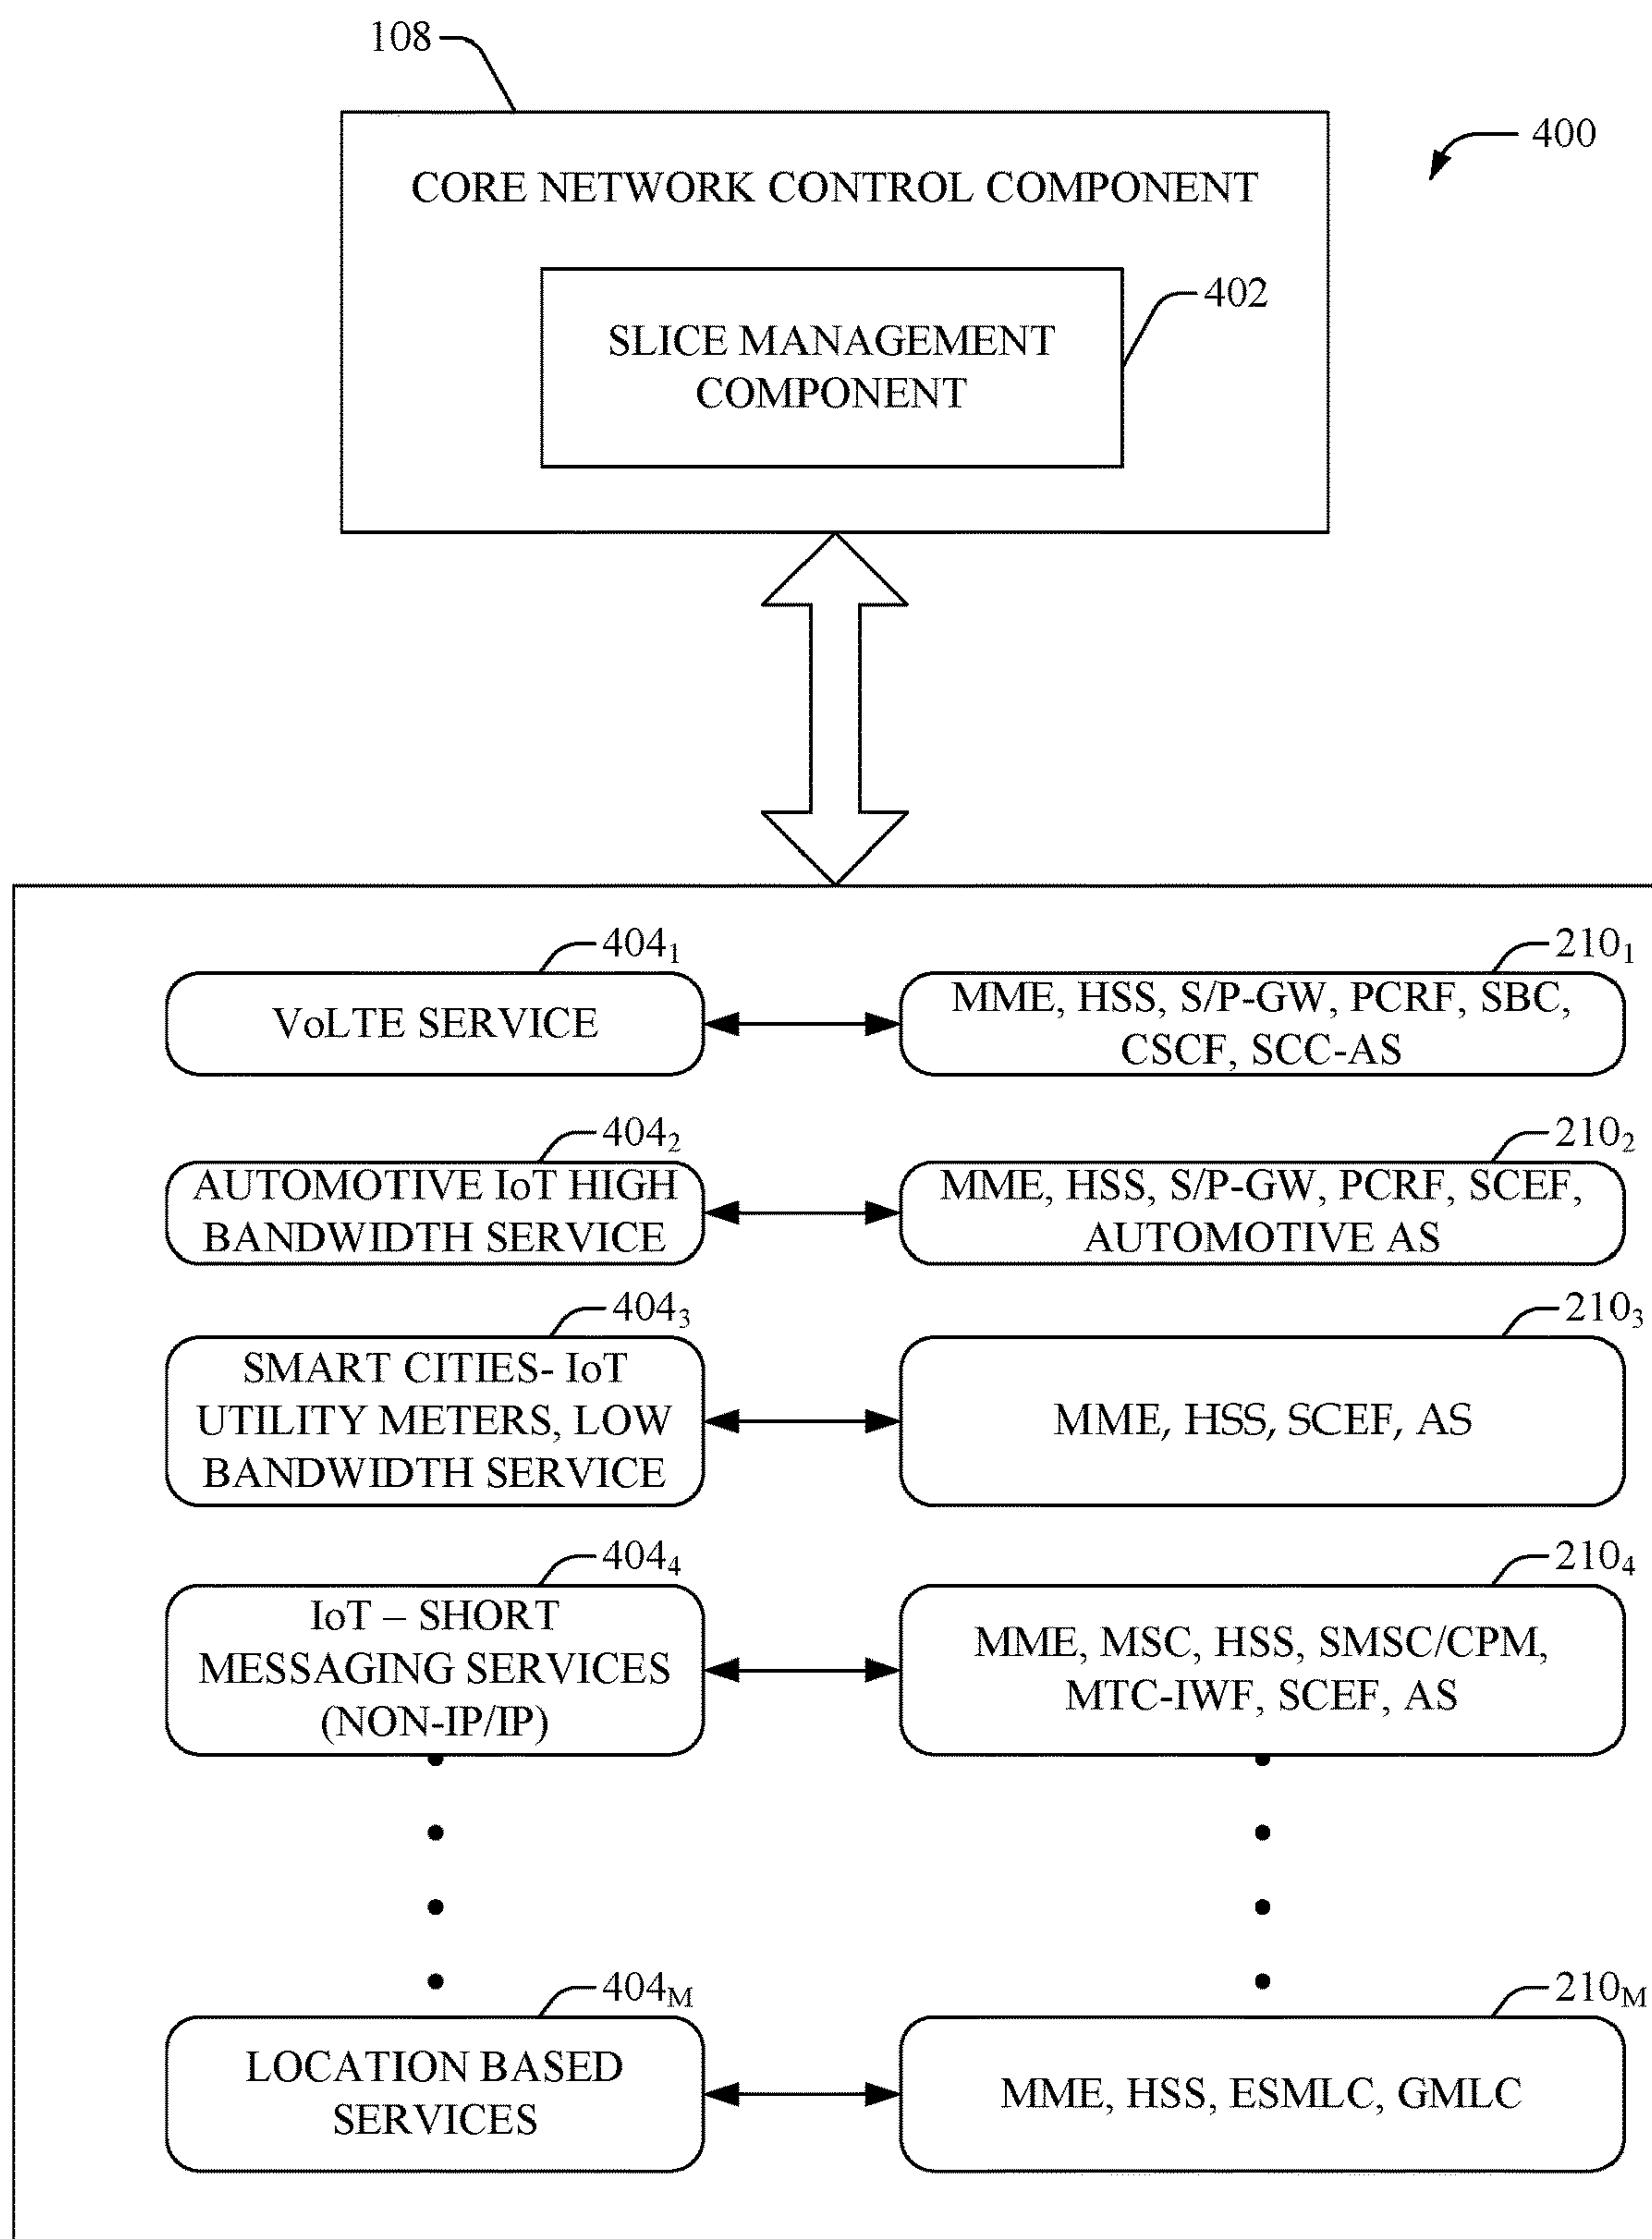 108
400
CORE NETWORK CONTROL COMPONENT
402
SLICE MANAGEMENT
COMPONENT
404₁
210₁
VoLTE SERVICE
MME, HSS, S/P-GW, PCRF, SBC,
CSCF, SCC-AS
404₂
210₂
AUTOMOTIVE IoT HIGH
BANDWIDTH SERVICE
MME, HSS, S/P-GW, PCRF, SCEF,
AUTOMOTIVE AS
404₃
210₃
SMART CITIES- IoT
UTILITY METERS, LOW
BANDWIDTH SERVICE
MME, HSS, SCEF, AS
404₄
210₄
IoT – SHORT
MESSAGING SERVICES
(NON-IP/IP)
MME, MSC, HSS, SMSC/CPM,
MTC-IWF, SCEF, AS
404M
210M
LOCATION BASED
SERVICES
MME, HSS, ESMLC, GMLC